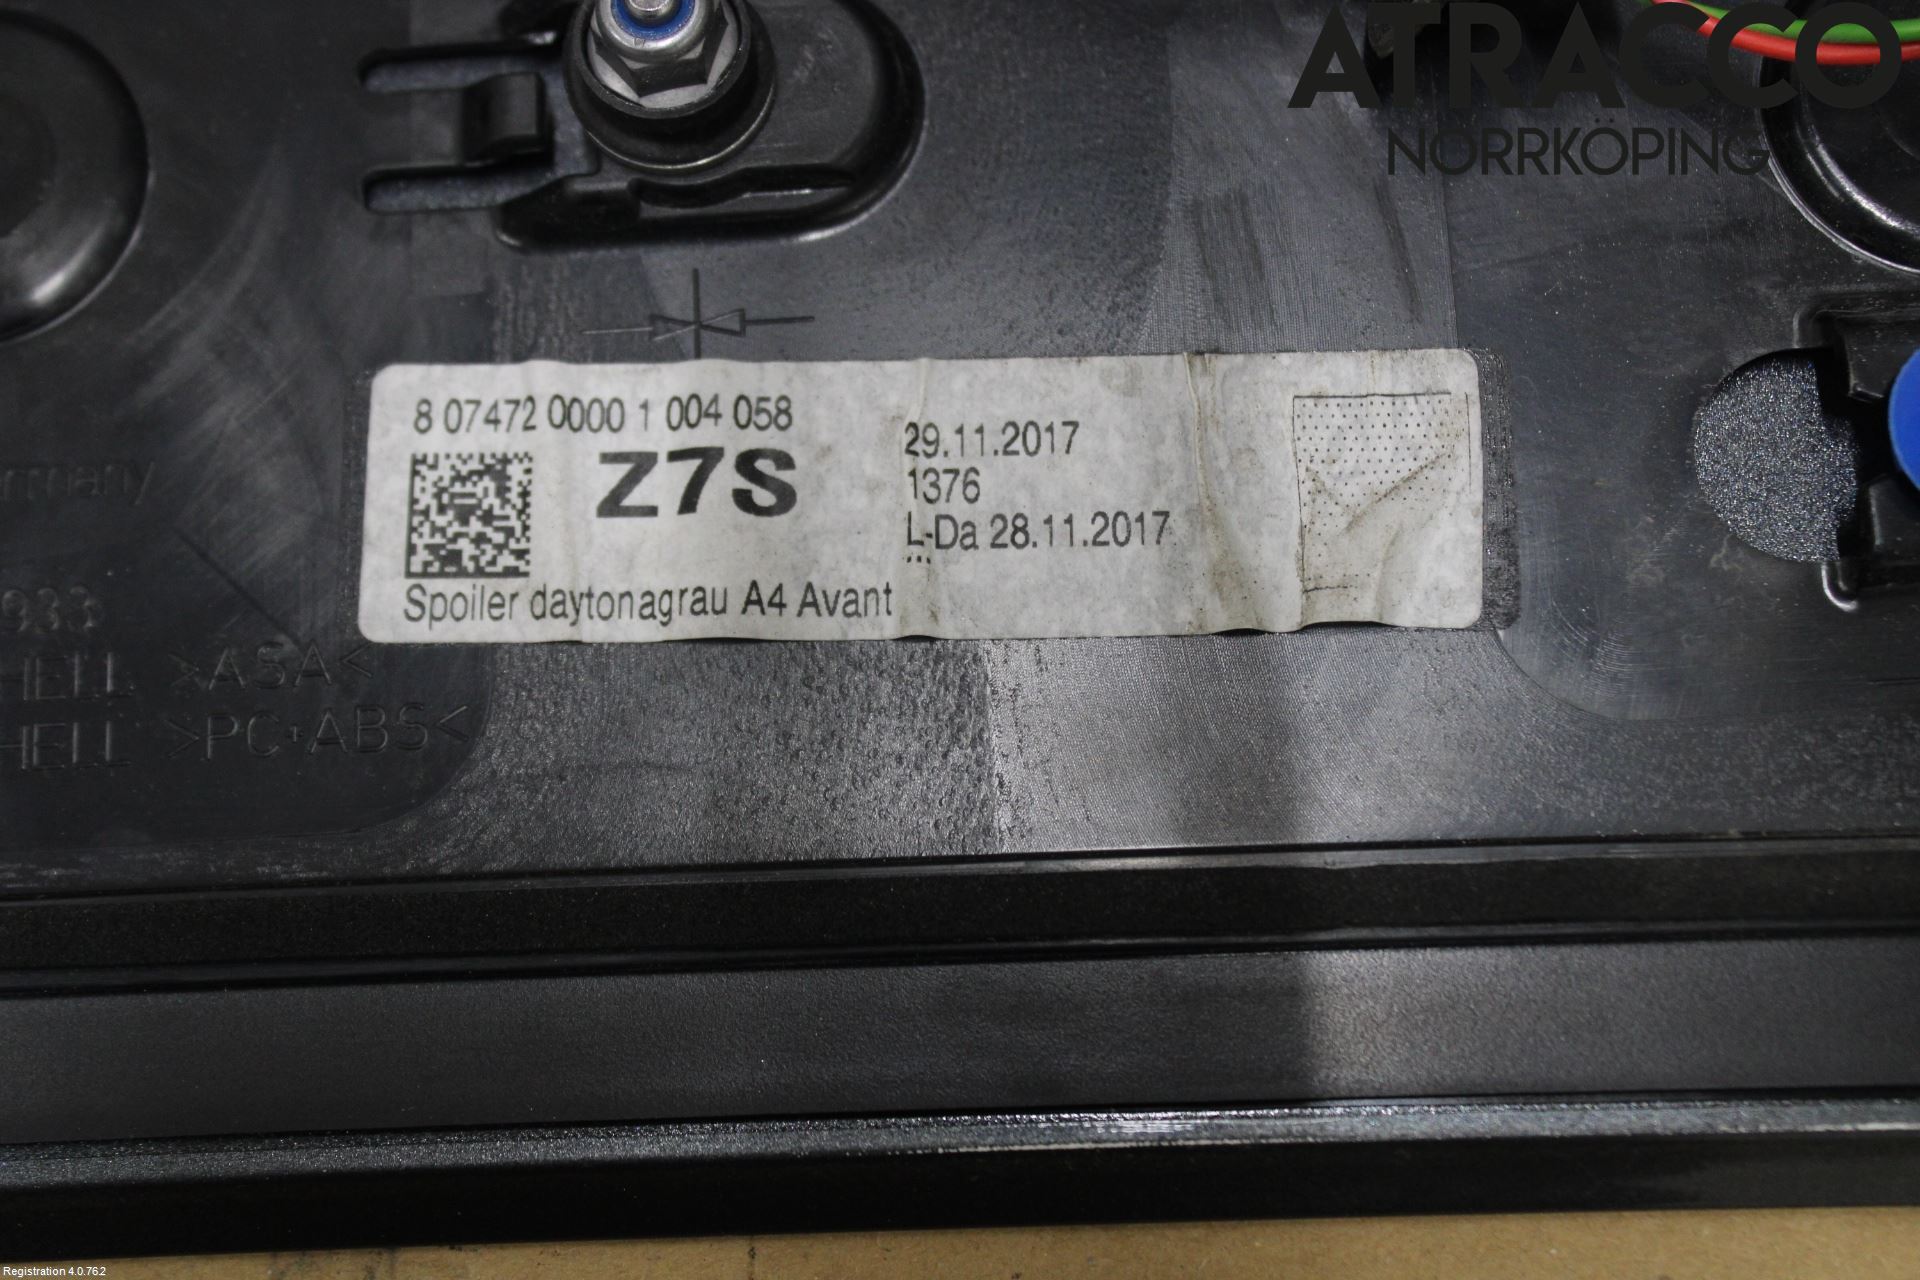 ATRACCO
NORRKÖPING
8 07472 0000 1 004 058
Z7S
29.11.2017
1376
L-Da 28.11.2017
...
Spoiler daytonagrau A4 Avant
933
>ASA<
>PC+ABS<
Registration 4.0.762